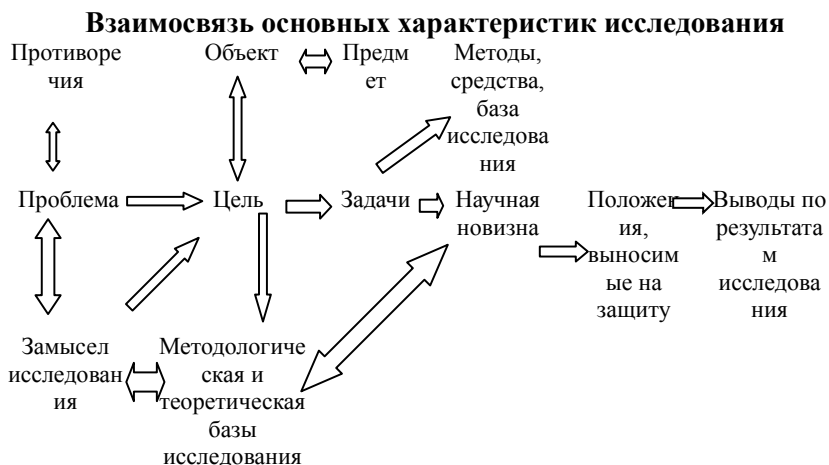 Взаимосвязь основных характеристик исследования
Противоре
чия
Объект
Предм
ет
Методы,
средства,
база
исследова
ния
Проблема
Цель
Задачи
Научная
новизна
Положен
ия,
выносим
ые на
защиту
Выводы по
результата
м
исследова
ния
Замысел
исследован
ия
Методологиче
ская и
теоретическая
базы
исследования